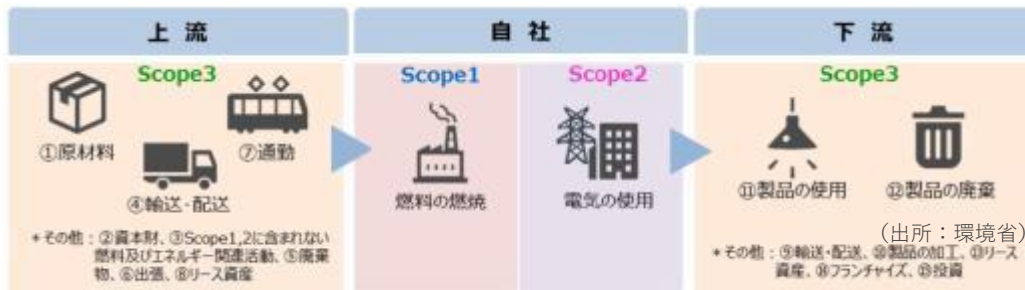 上 流
自 社
下 流
Scope3
Scope1
Scope2
Scope3
①原材料
⑦通勤
④輸送・配送
燃料の燃焼
電気の使用
⑪製品の使用
⑫製品の廃棄
(出所：環境省)
*その他：②資本財、③Scope1,2に含まれない
燃料及びエネルギー関連活動、⑤廃棄
物、⑥出張、⑧リース資産
*その他：⑨輸送・配送、⑩製品の加工、⑬リース
資産、⑭フランチャイズ、⑮投資